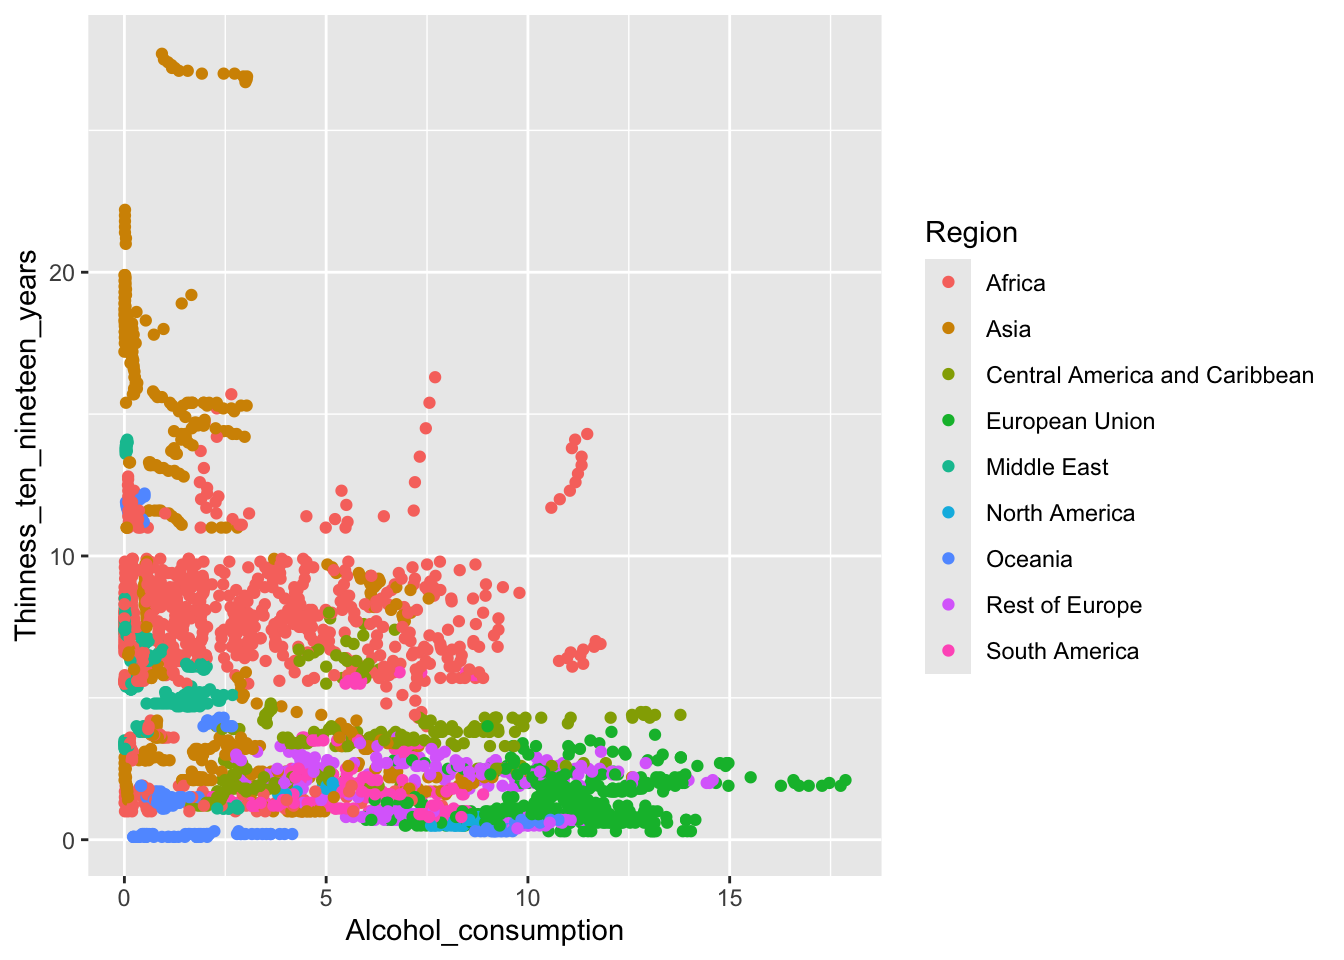 Thinness_ten_nineteen_years
20
10
0
0
5
10
15
Alcohol_consumption
Region
Africa
Asia
Central America and Caribbean
European Union
Middle East
North America
Oceania
Rest of Europe
South America